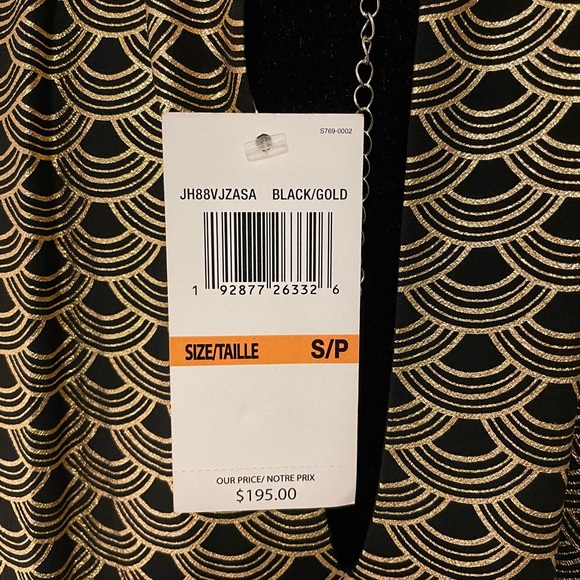 S769-0002
JH88VJZASA BLACK/GOLD
1 92877 26332 6
SIZE/TAILLE S/P
OUR PRICE/ NOTRE PRIX
$195.00